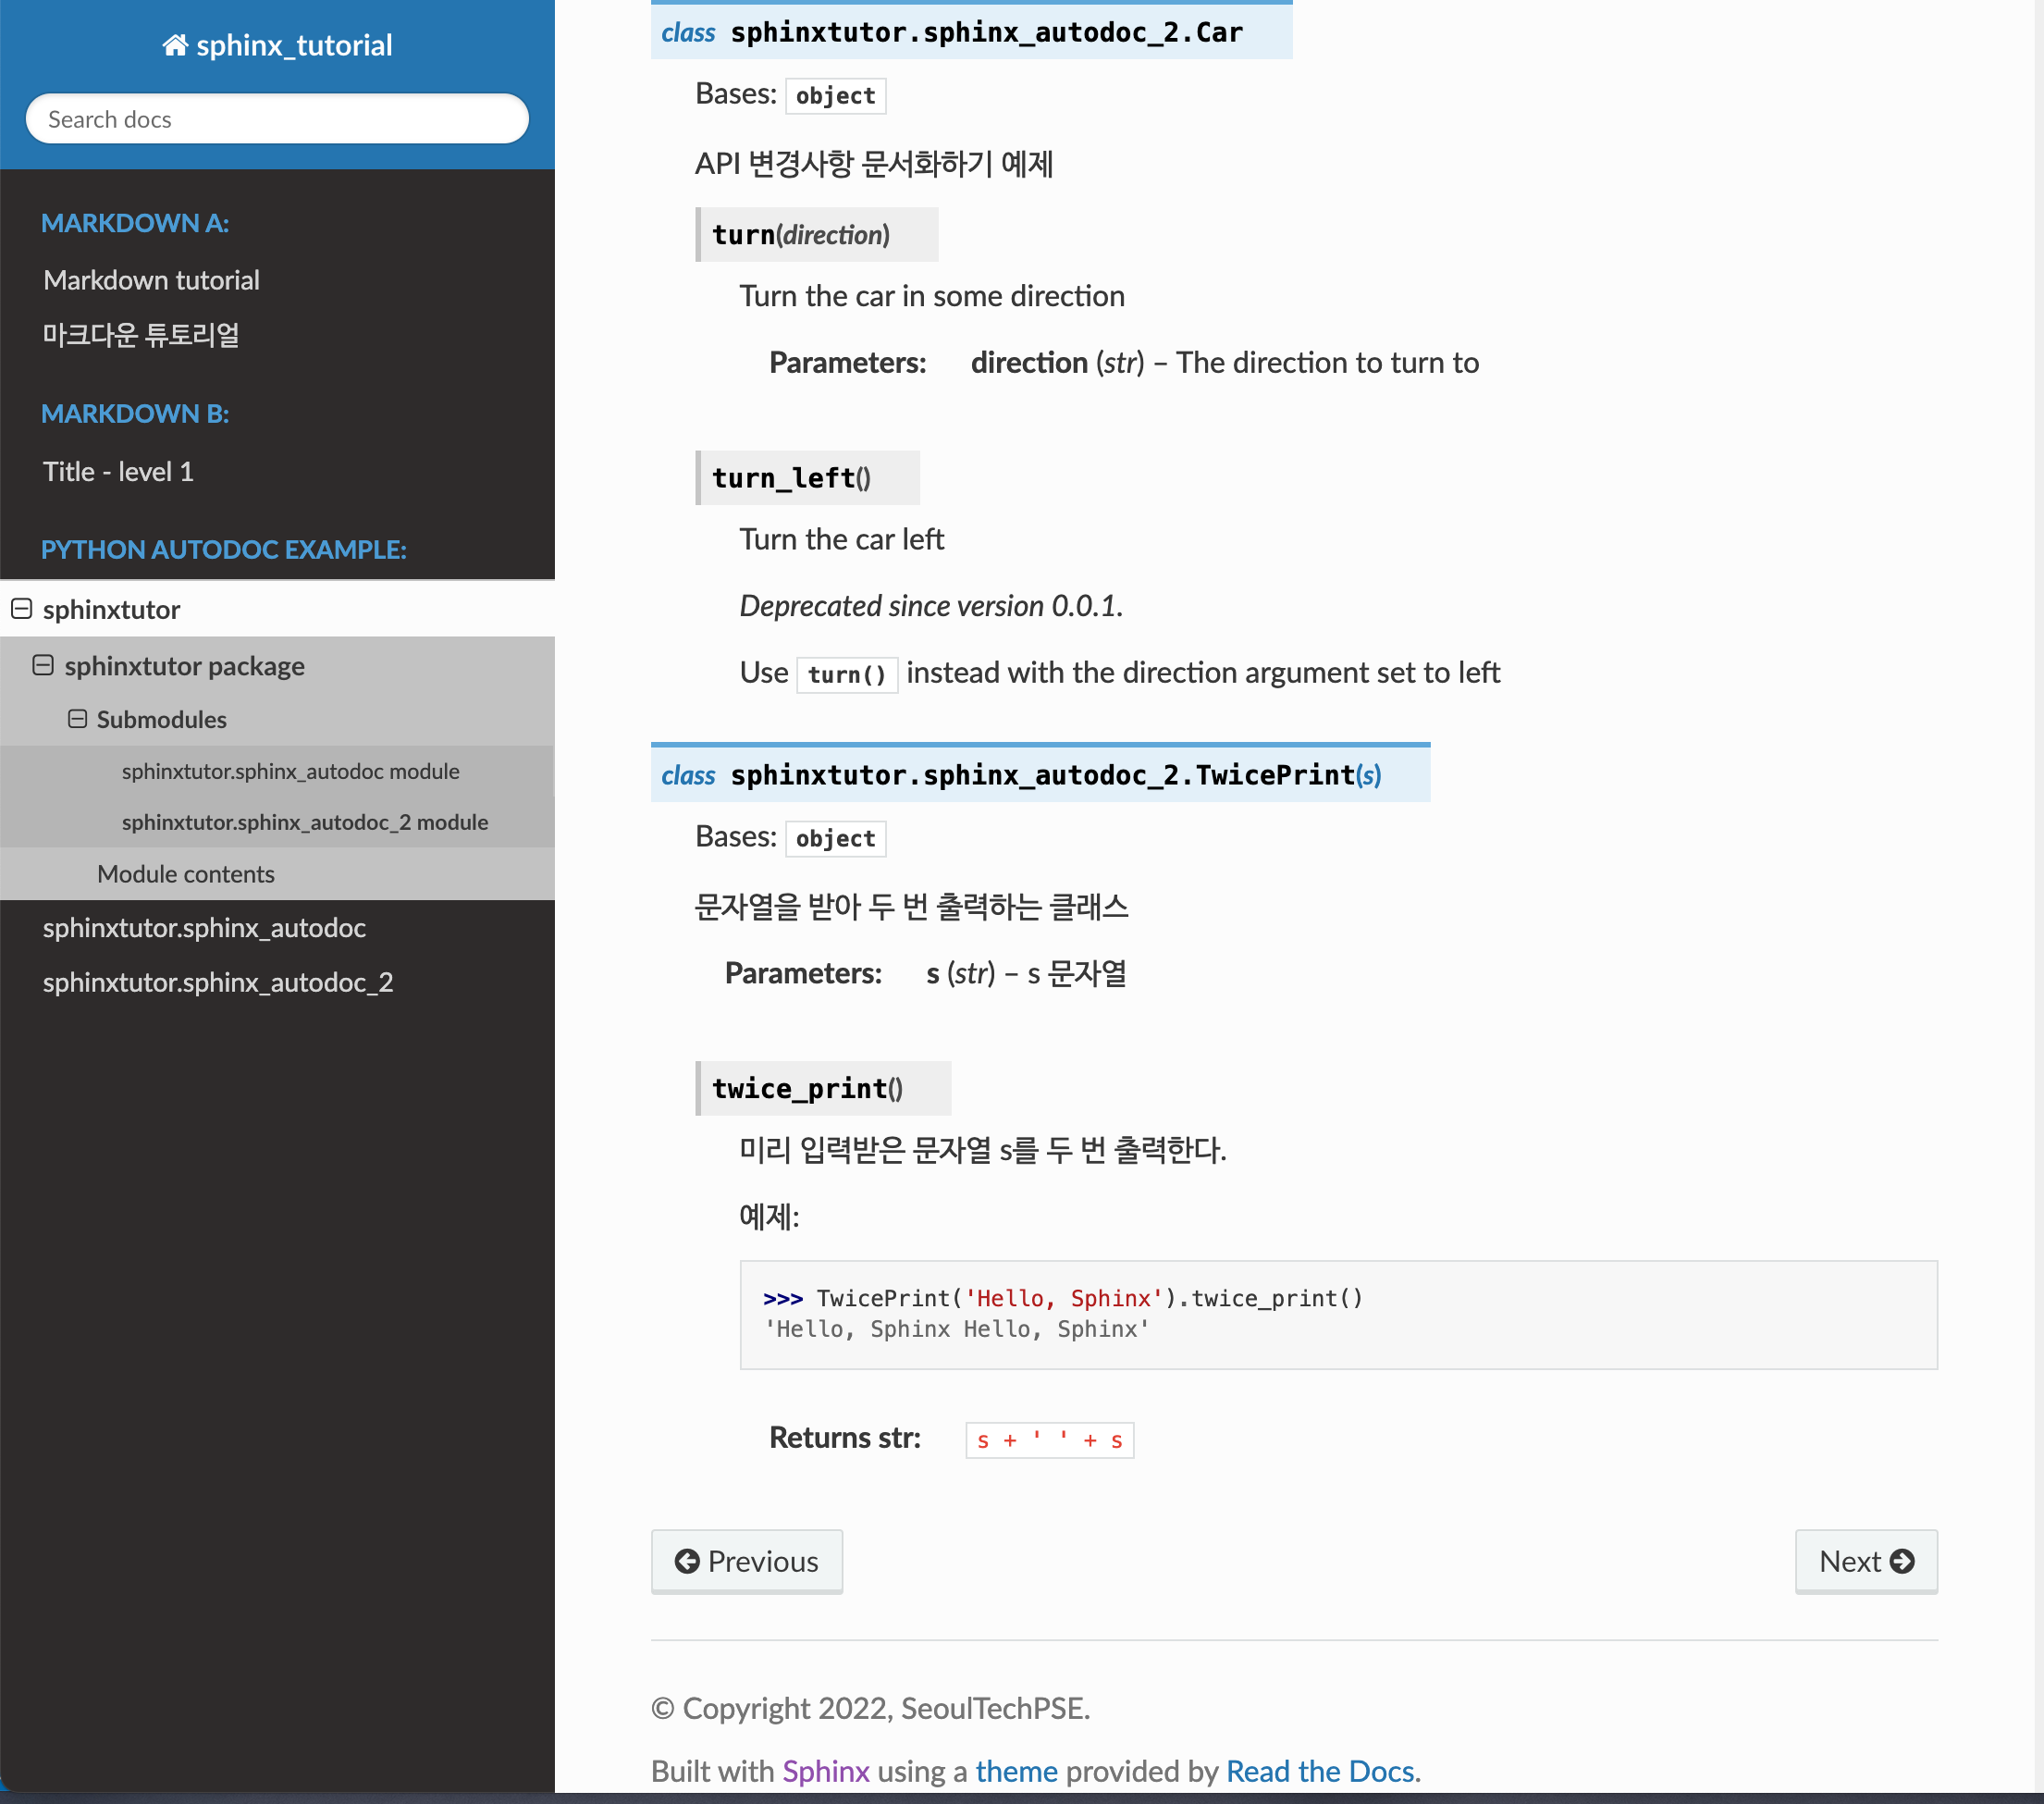 sphinx_tutorial
Search docs
MARKDOWN A:
Markdown tutorial
마크다운 튜토리얼
MARKDOWN B:
Title - level 1
PYTHON AUTODOC EXAMPLE:
sphinxtutor
sphinxtutor package
Submodules
sphinxtutor.sphinx_autodoc module
sphinxtutor.sphinx_autodoc_2 module
Module contents
sphinxtutor.sphinx_autodoc
sphinxtutor.sphinx_autodoc_2
class sphinxtutor.sphinx_autodoc_2.Car
Bases: object
API 변경사항 문서화하기 예제
turn(direction)
Turn the car in some direction
Parameters: direction (str) – The direction to turn to
turn_left()
Turn the car left
Deprecated since version 0.0.1.
Use turn() instead with the direction argument set to left
class sphinxtutor.sphinx_autodoc_2.TwicePrint(s)
Bases: object
문자열을 받아 두 번 출력하는 클래스
Parameters: s (str) – s 문자열
twice_print()
미리 입력받은 문자열 s를 두 번 출력한다.
예제:
>>> TwicePrint('Hello, Sphinx').twice_print()
'Hello, Sphinx Hello, Sphinx'
Returns str: s + ' ' + s
Previous
Next
© Copyright 2022, SeoulTechPSE.
Built with Sphinx using a theme provided by Read the Docs.